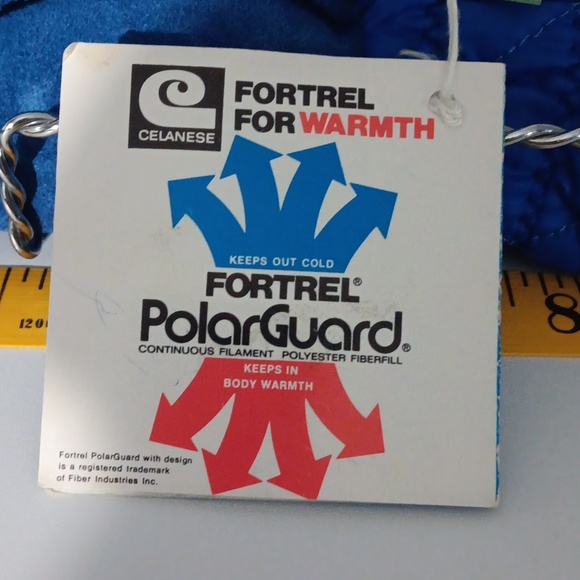 FORTREL
FOR WARMTH
CELANESE
KEEPS OUT COLD
FORTREL®
PolarGuard®
CONTINUOUS FILAMENT POLYESTER FIBERFILL
KEEPS IN
BODY WARMTH
Fortrel PolarGuard with design
is a registered trademark
of Fiber Industries Inc.
120
8